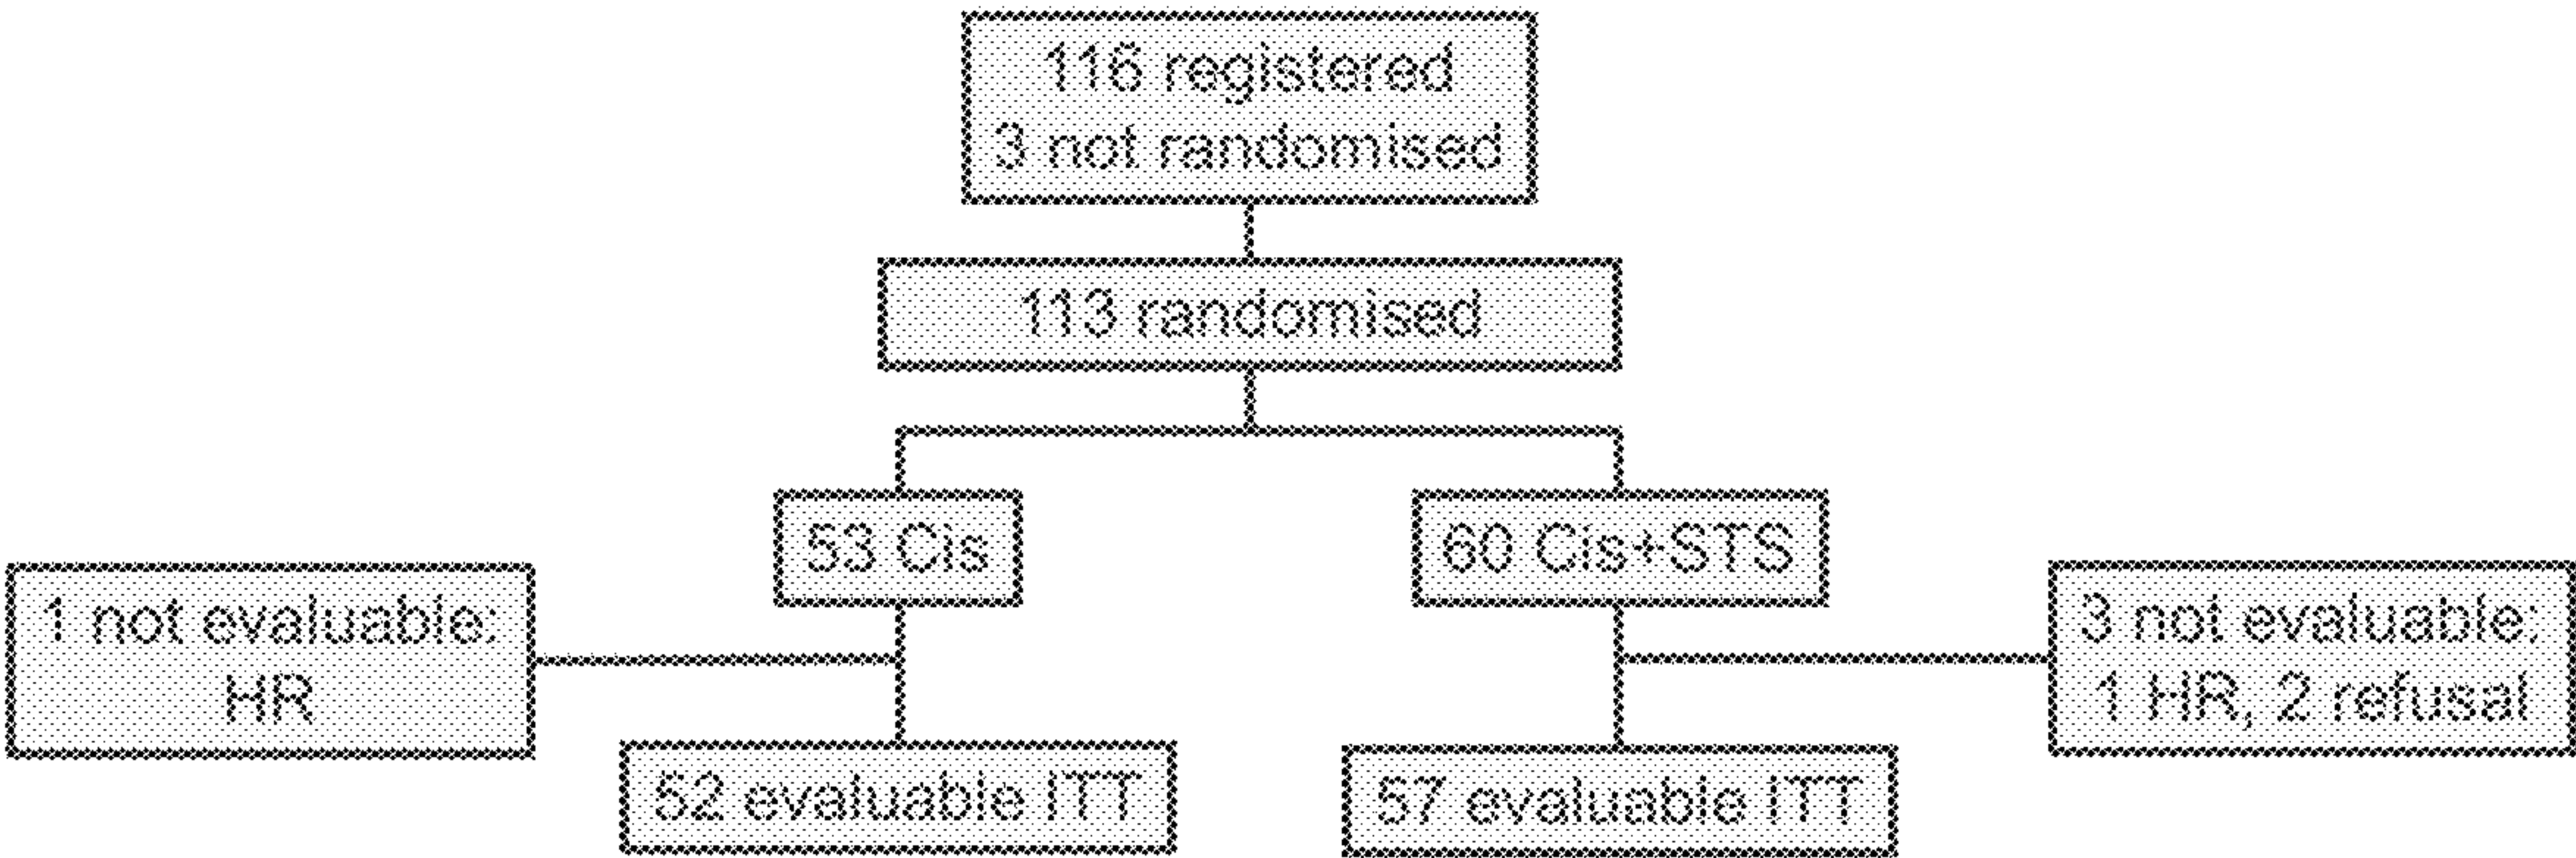 116 registered
3 not randomised
113 randomised
53 Cis
60 Cis+STS
1 not evaluable:
HR
3 not evaluable:
1 HR, 2 refusal
52 evaluable ITT
57 evaluable ITT